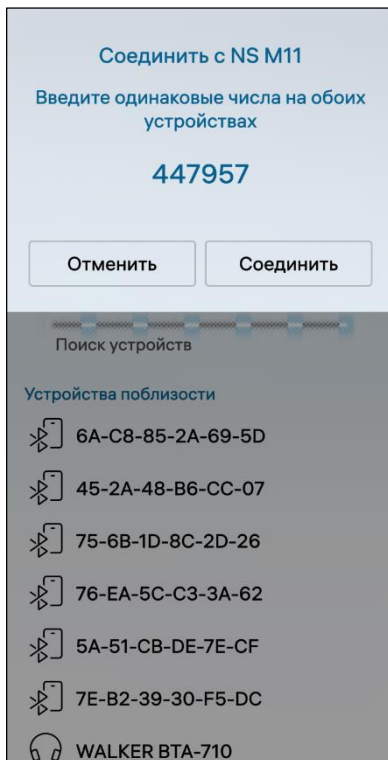 Соединить с NS M11
Введите одинаковые числа на обоих
устройствах
447957
Отменить
Соединить
Поиск устройств
Устройства поблизости
6A-C8-85-2A-69-5D
45-2A-48-B6-CC-07
75-6B-1D-8C-2D-26
76-EA-5C-C3-3A-62
5A-51-CB-DE-7E-CF
7E-B2-39-30-F5-DC
WALKER BTA-710